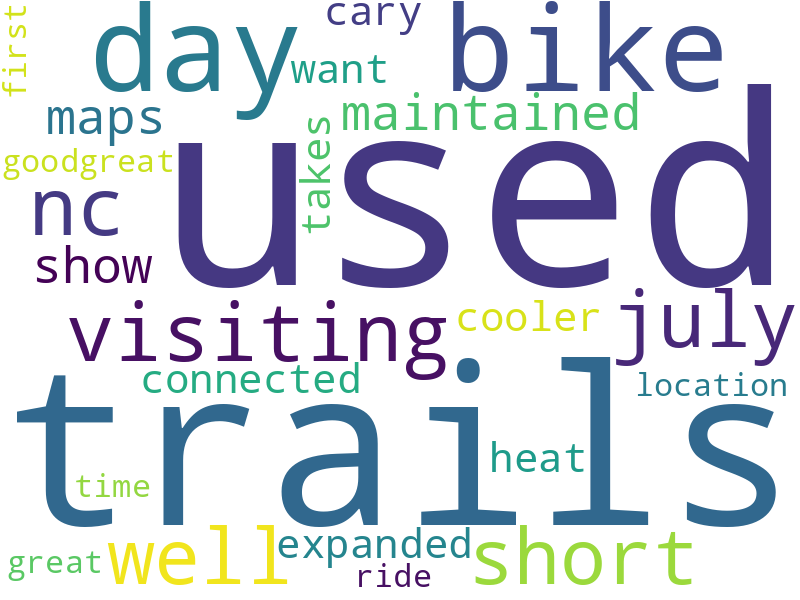 first
day
want
cary
bike
maps
maintained
goodgreat
takes
used
nc
show
visiting
cooler
july
connected
location
trails
heat
time
great
well
expanded
ride
short